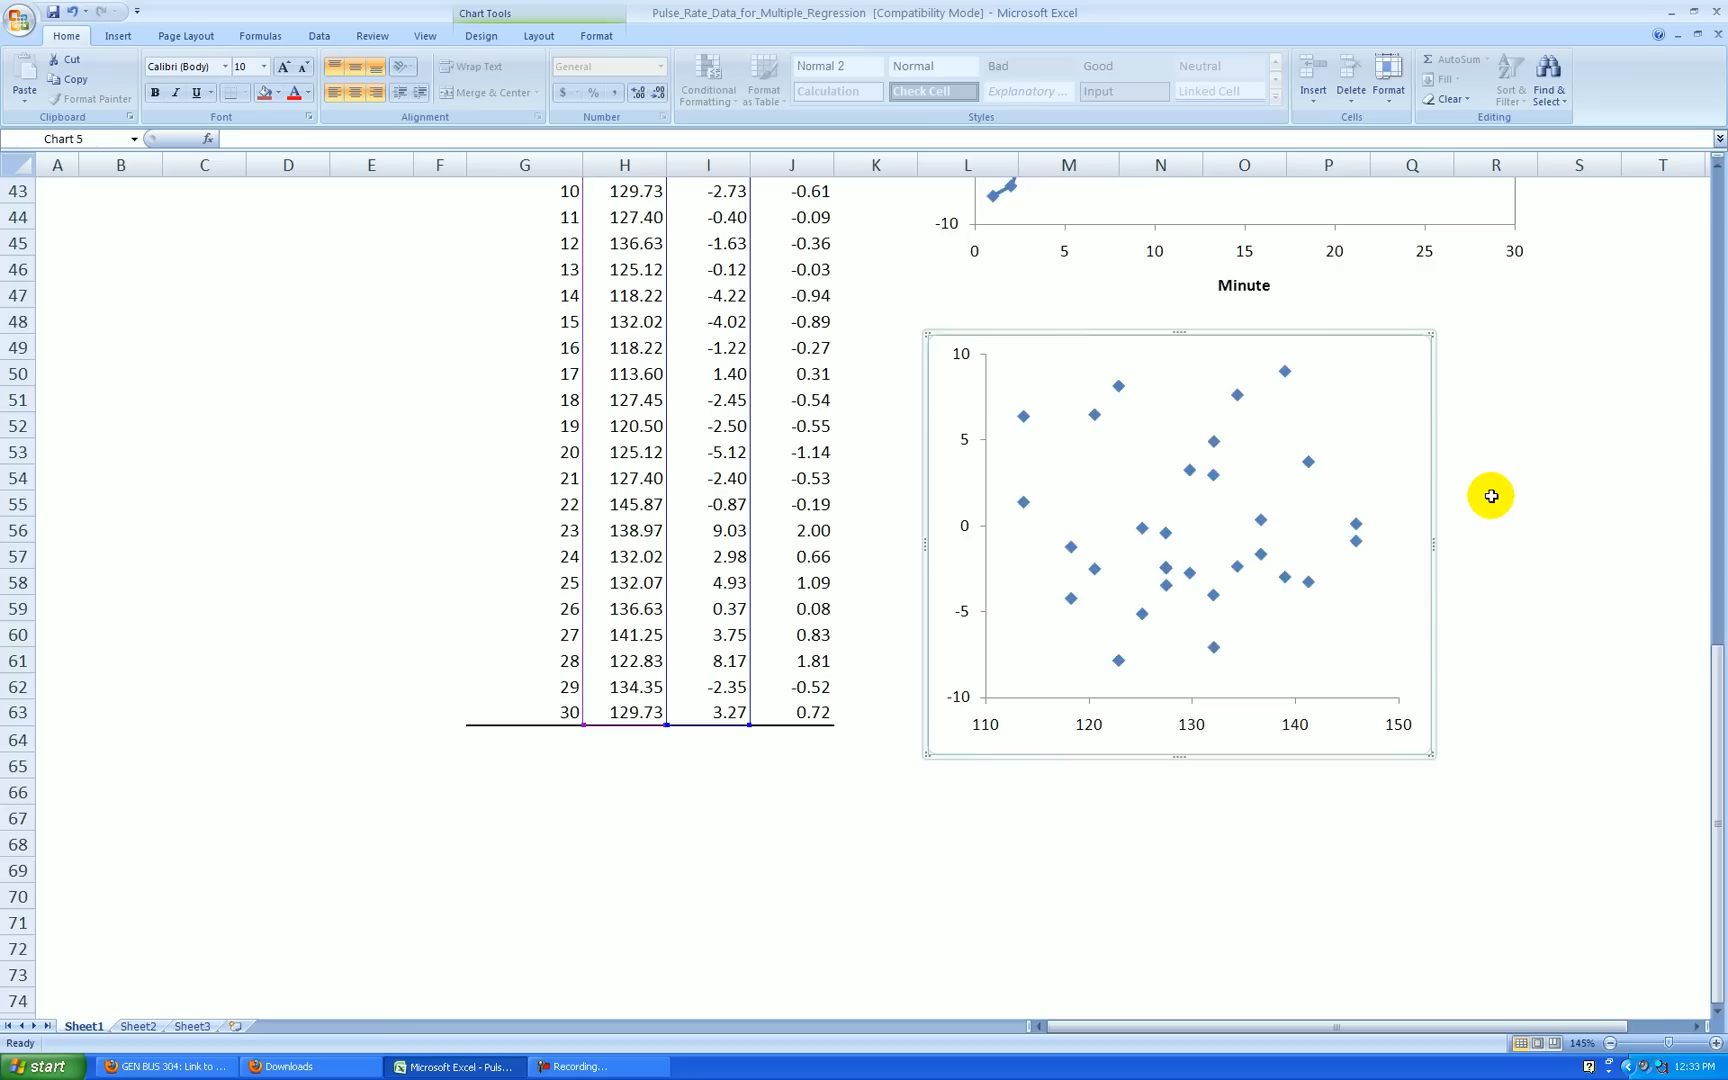 Chart Tools
Pulse_Rate_Data_for_Multiple_Regression [Compatibility Mode] - Microsoft Excel
Home Insert Page Layout Formulas Data Review View Design Layout Format
Paste
Cut
Copy
Format Painter
Clipboard
Calibri (Body) 10
B I U
Font
Wrap Text
Merge & Center
Alignment
General
$ % ,
Number
Conditional Formatting
Format as Table
Normal 2 Normal Bad Good Neutral
Calculation Check Cell Explanatory ... Input Linked Cell
Styles
Insert Delete Format
Cells
Σ AutoSum
Fill
Clear
Sort & Filter
Find & Select
Editing
Chart 5 fx
A B C D E F G H I J K L M N O P Q R S T
43 10 129.73 -2.73 -0.61
44 11 127.40 -0.40 -0.09
45 12 136.63 -1.63 -0.36
46 13 125.12 -0.12 -0.03
47 14 118.22 -4.22 -0.94
48 15 132.02 -4.02 -0.89
49 16 118.22 -1.22 -0.27
50 17 113.60 1.40 0.31
51 18 127.45 -2.45 -0.54
52 19 120.50 -2.50 -0.55
53 20 125.12 -5.12 -1.14
54 21 127.40 -2.40 -0.53
55 22 145.87 -0.87 -0.19
56 23 138.97 9.03 2.00
57 24 132.02 2.98 0.66
58 25 132.07 4.93 1.09
59 26 136.63 0.37 0.08
60 27 141.25 3.75 0.83
61 28 122.83 8.17 1.81
62 29 134.35 -2.35 -0.52
63 30 129.73 3.27 0.72
64
65
66
67
68
69
70
71
72
73
74
-10
0 5 10 15 20 25 30
Minute
10
5
0
-5
-10
110 120 130 140 150
Sheet1 Sheet2 Sheet3
Ready 145%
start GEN BUS 304: Link to ... Downloads Microsoft Excel - Puls... Recording... 12:33 PM